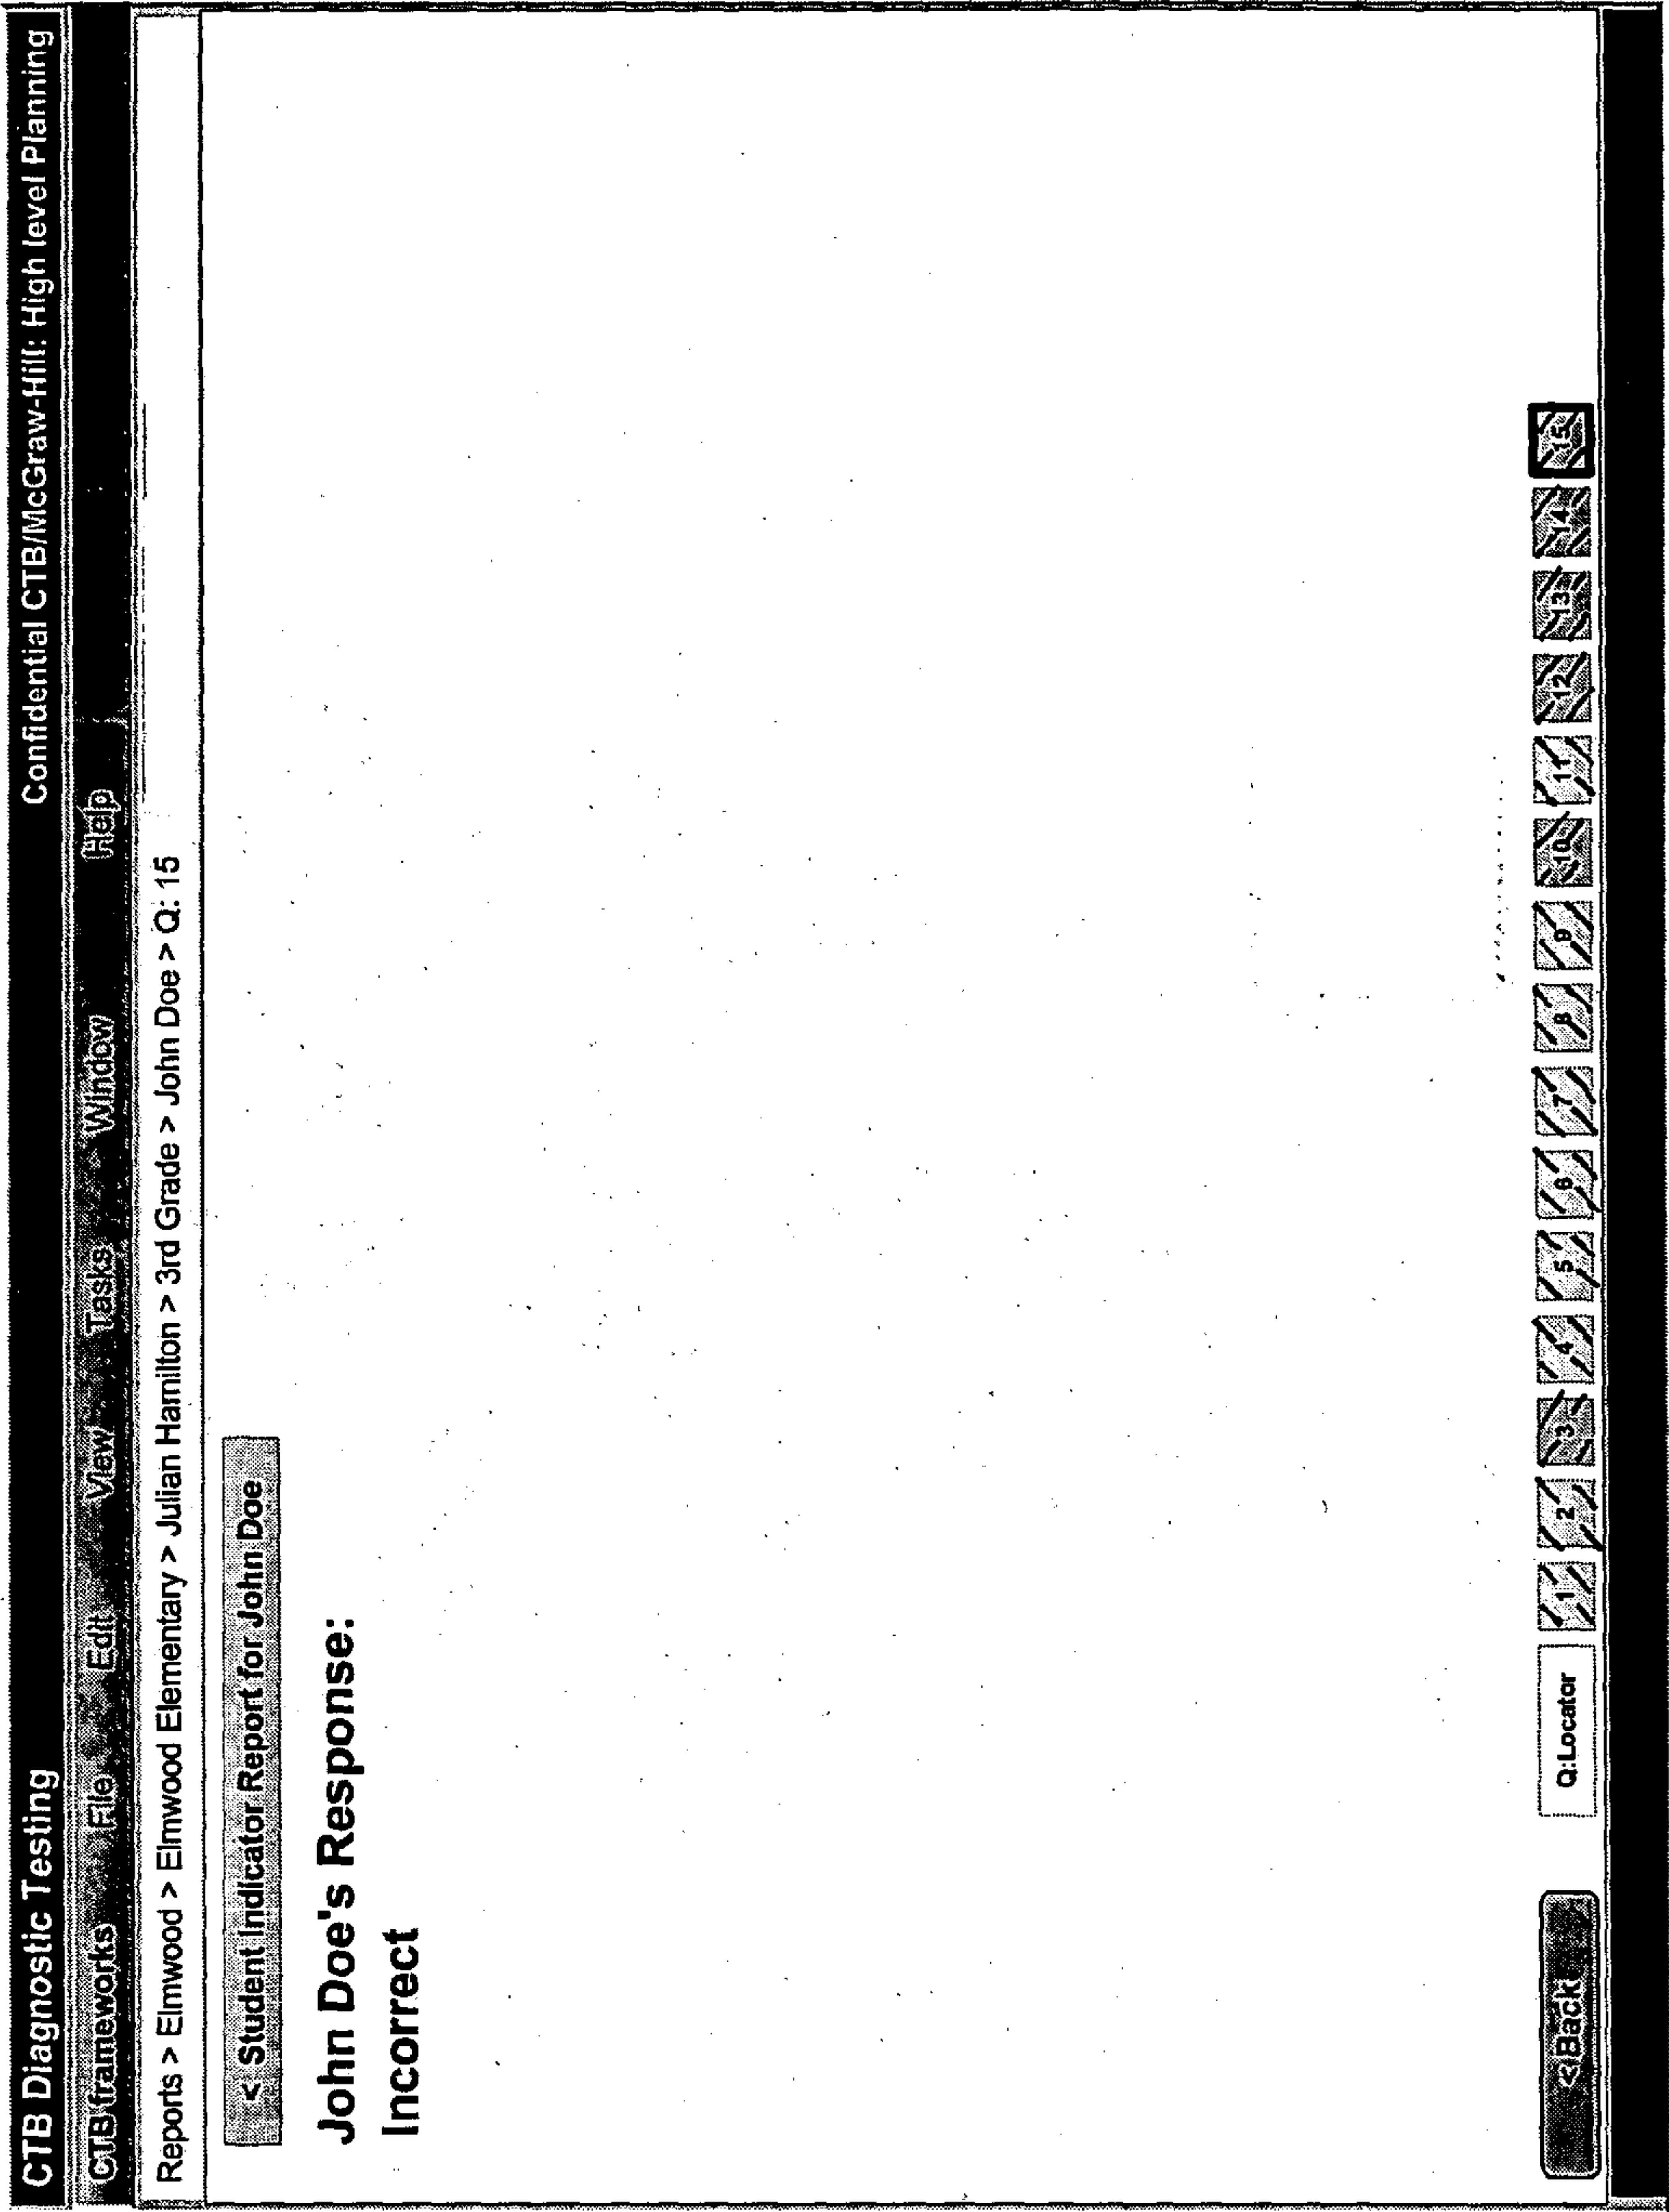 CTB Diagnostic Testing Confidential CTB/McGraw-Hill: High level Planning
CTB frameworks File Edit View Tasks Window Help
Reports > Elmwood > Elmwood Elementary > Julian Hamilton > 3rd Grade > John Doe > Q: 15
< Student Indicator Report for John Doe
John Doe's Response:
Incorrect
< Back Q:Locator 1 2 3 4 5 6 7 8 9 10 11 12 13 14 15